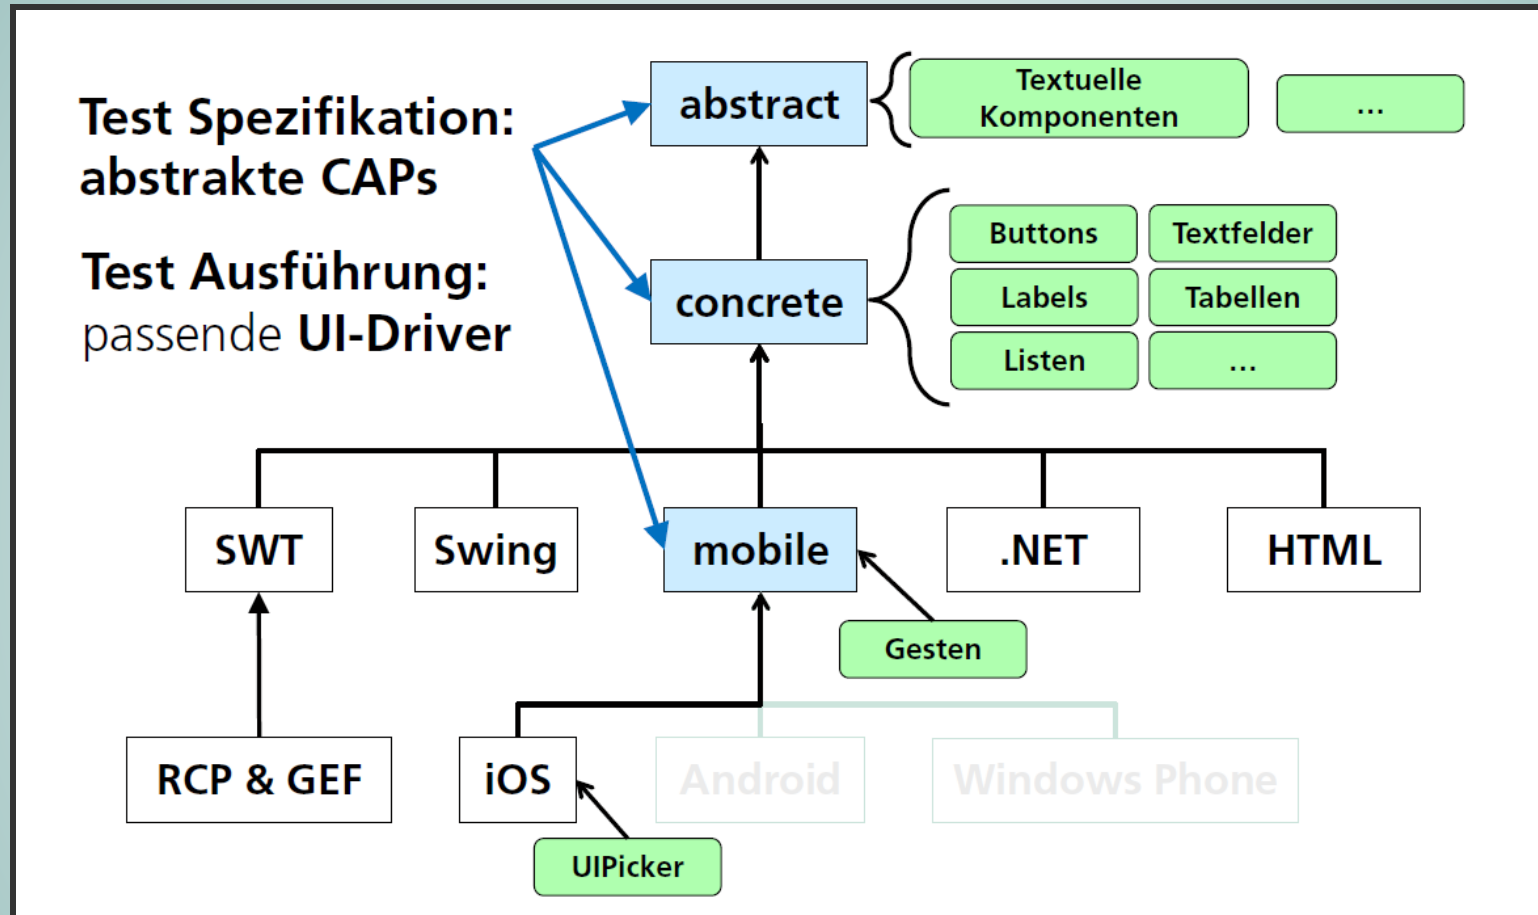 Test Spezifikation:
abstrakte CAPs
Test Ausführung:
passende UI-Driver
abstract
Textuelle
Komponenten
...
concrete
Buttons
Textfelder
Labels
Tabellen
Listen
...
SWT
Swing
mobile
.NET
HTML
Gesten
RCP & GEF
iOS
Android
Windows Phone
UIPicker